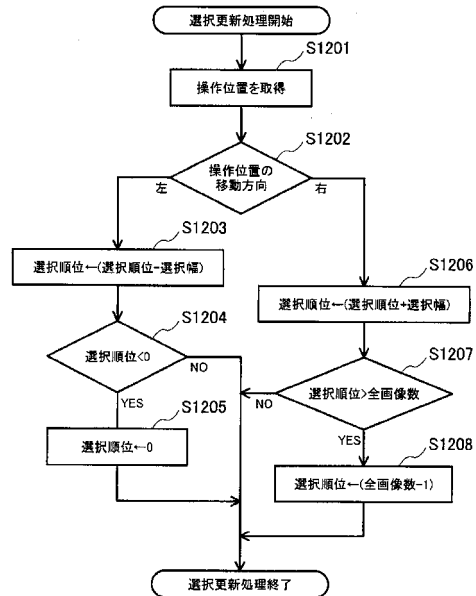 選択更新処理開始
S1201
操作位置を取得
S1202
操作位置の
移動方向
左
右
S1203
選択順位←(選択順位-選択幅)
S1206
選択順位←(選択順位+選択幅)
S1204
選択順位<0
NO
YES
S1207
選択順位>全画像数
NO
YES
S1205
選択順位←0
S1208
選択順位←(全画像数-1)
選択更新処理終了